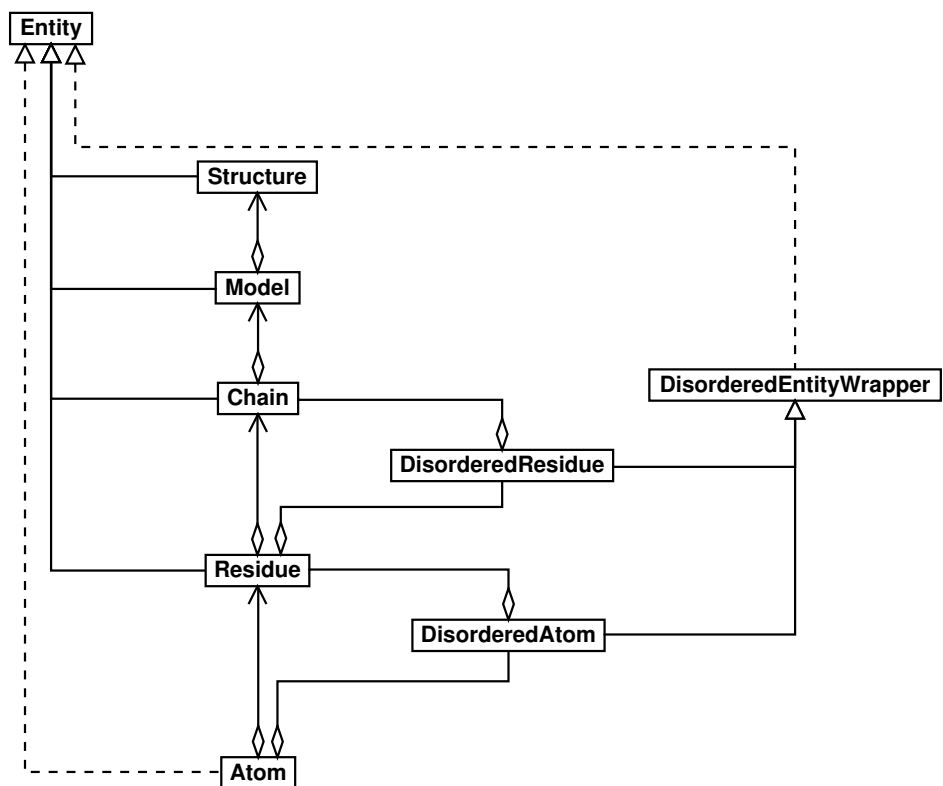 Entity
Structure
Model
Chain
DisorderedEntityWrapper
DisorderedResidue
Residue
DisorderedAtom
Atom